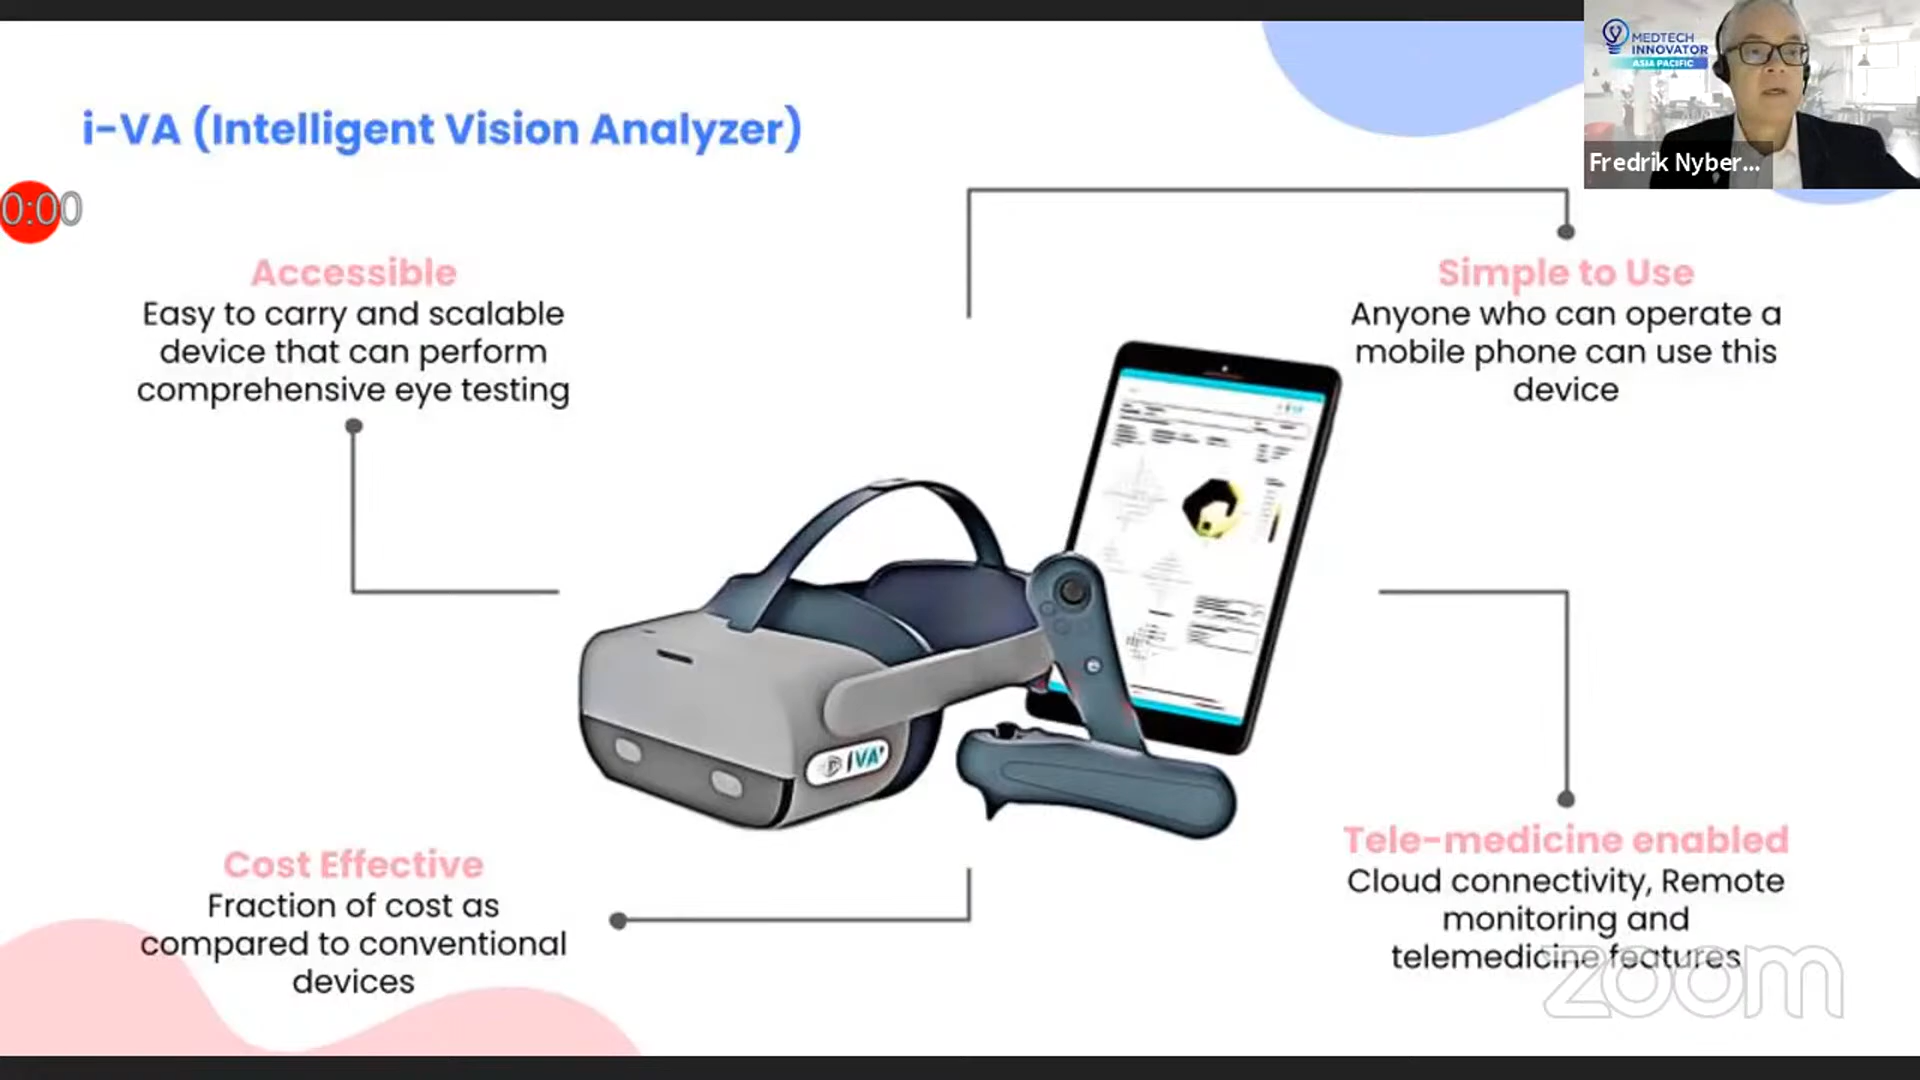 MEDTECH
INNOVATOR
ASIA PACIFIC
Fredrik Nyber...
i-VA (Intelligent Vision Analyzer)
0:00
Accessible
Easy to carry and scalable
device that can perform
comprehensive eye testing
Simple to Use
Anyone who can operate a
mobile phone can use this
device
iVA
Cost Effective
Fraction of cost as
compared to conventional
devices
Tele-medicine enabled
Cloud connectivity, Remote
monitoring and
telemedicine features
zoom